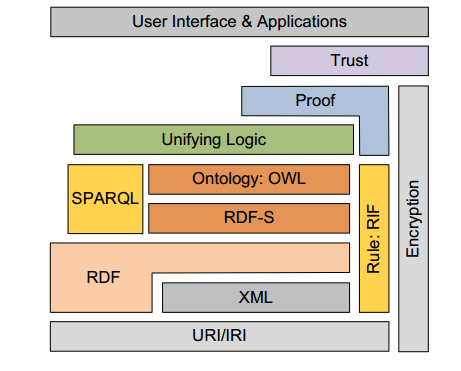 User Interface & Applications
Trust
Proof
Unifying Logic
SPARQL
Ontology: OWL
RDF-S
Rule: RIF
Encryption
RDF
XML
URI/IRI